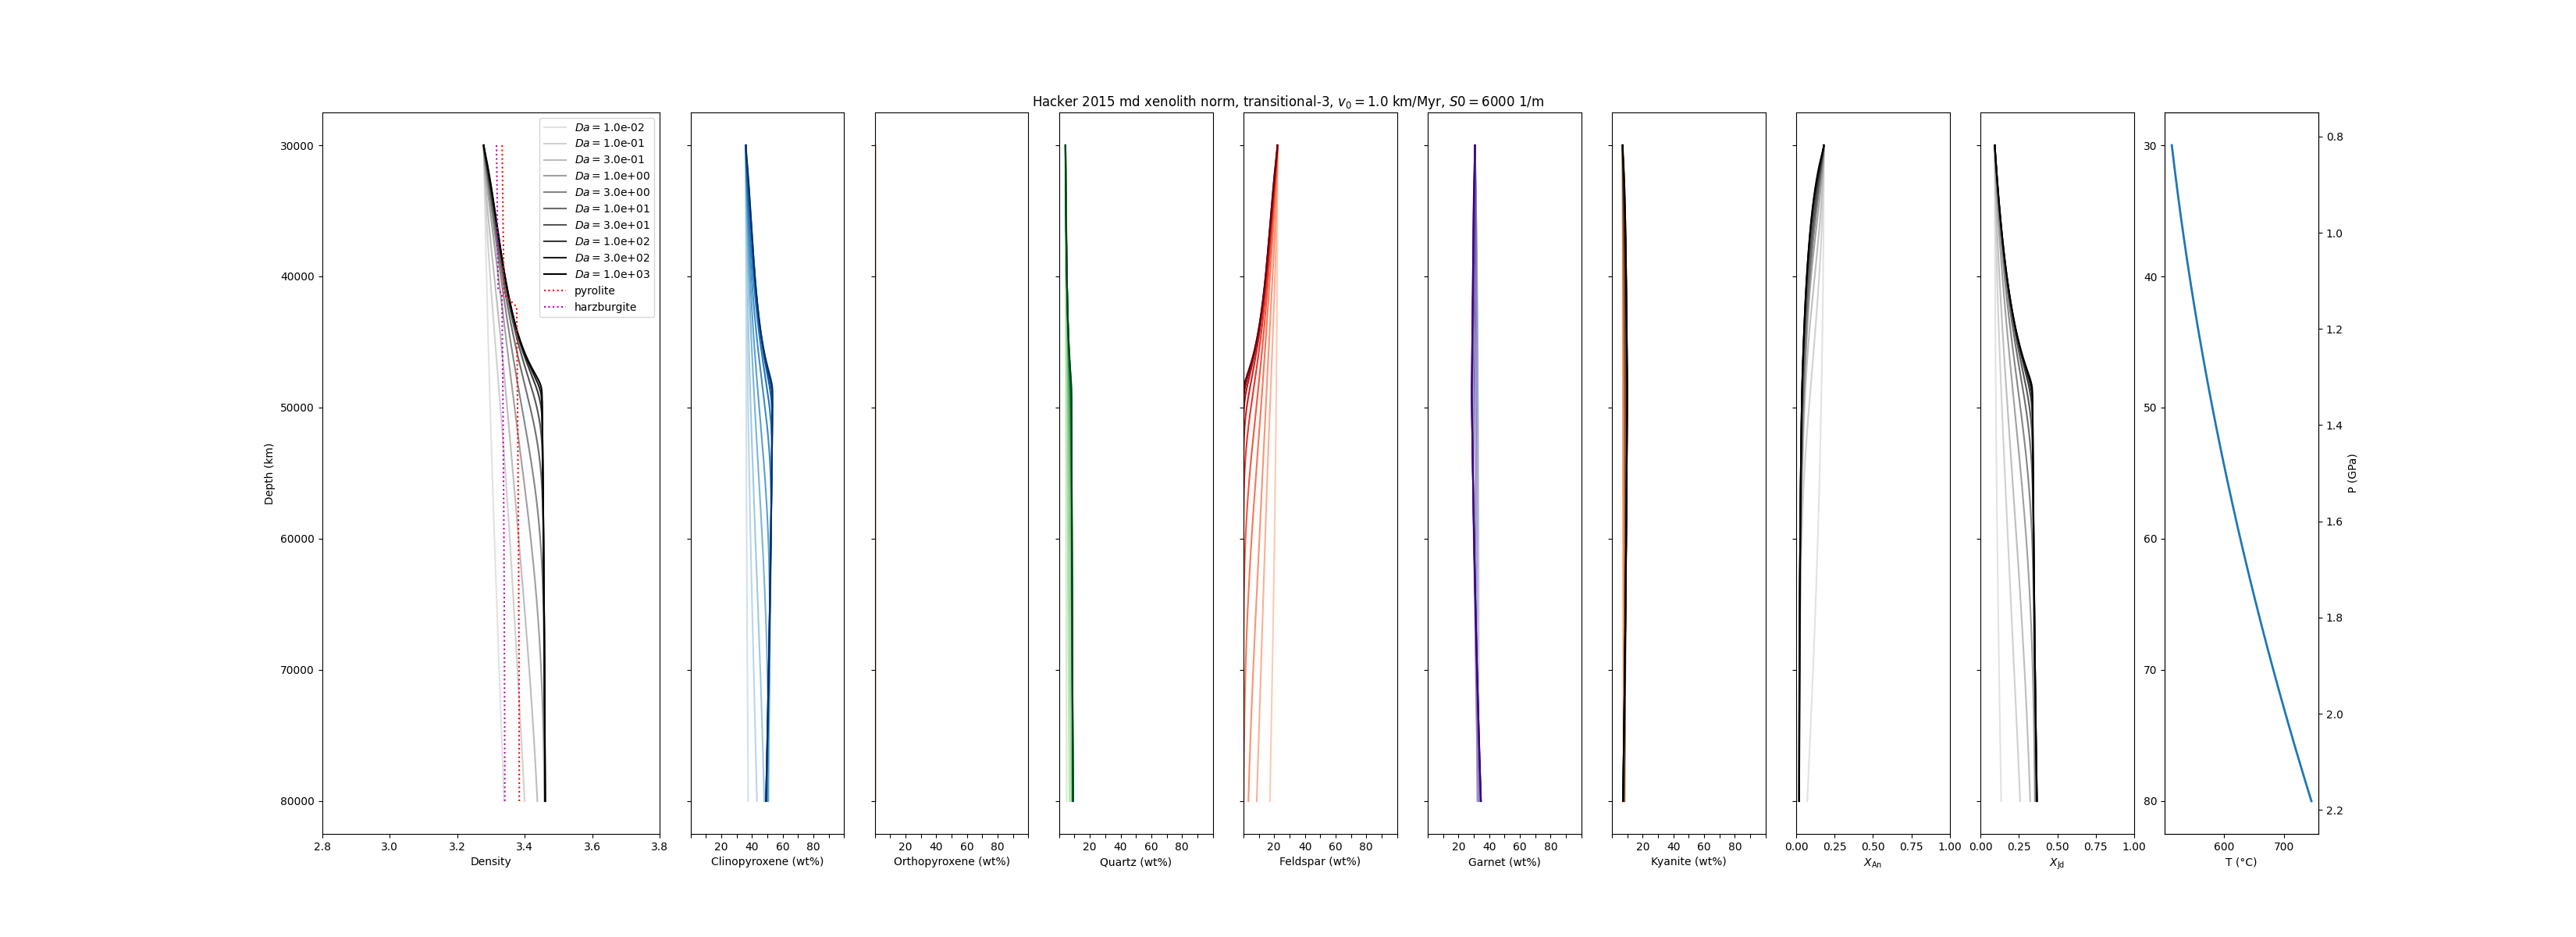 Hacker 2015 md xenolith norm, transitional-3, v₀ = 1.0 km/Myr, S0 = 6000 1/m
Da = 1.0e-02
Da = 1.0e-01
Da = 3.0e-01
Da = 1.0e+00
Da = 3.0e+00
Da = 1.0e+01
Da = 3.0e+01
Da = 1.0e+02
Da = 3.0e+02
Da = 1.0e+03
pyrolite
harzburgite
30000
40000
50000
60000
70000
80000
Depth (km)
2.8 3.0 3.2 3.4 3.6 3.8
Density
20 40 60 80
Clinopyroxene (wt%)
20 40 60 80
Orthopyroxene (wt%)
20 40 60 80
Quartz (wt%)
20 40 60 80
Feldspar (wt%)
20 40 60 80
Garnet (wt%)
20 40 60 80
Kyanite (wt%)
0.00 0.25 0.50 0.75 1.00
X_An
0.00 0.25 0.50 0.75 1.00
X_Jd
30
40
50
60
70
80
600 700
T (°C)
0.8
1.0
1.2
1.4
1.6
1.8
2.0
2.2
P (GPa)